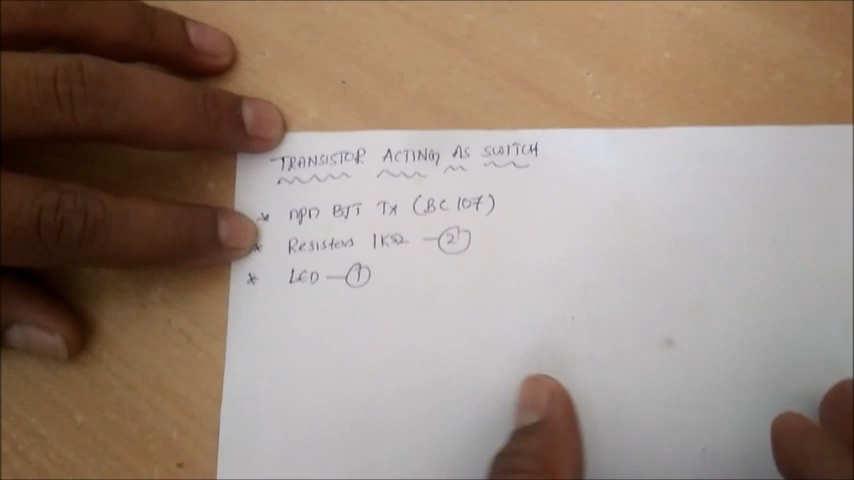 TRANSISTOR ACTING AS SWITCH
* npn BJT Tx (BC 107)
* Resistors 1KΩ - 2
* LED - 1